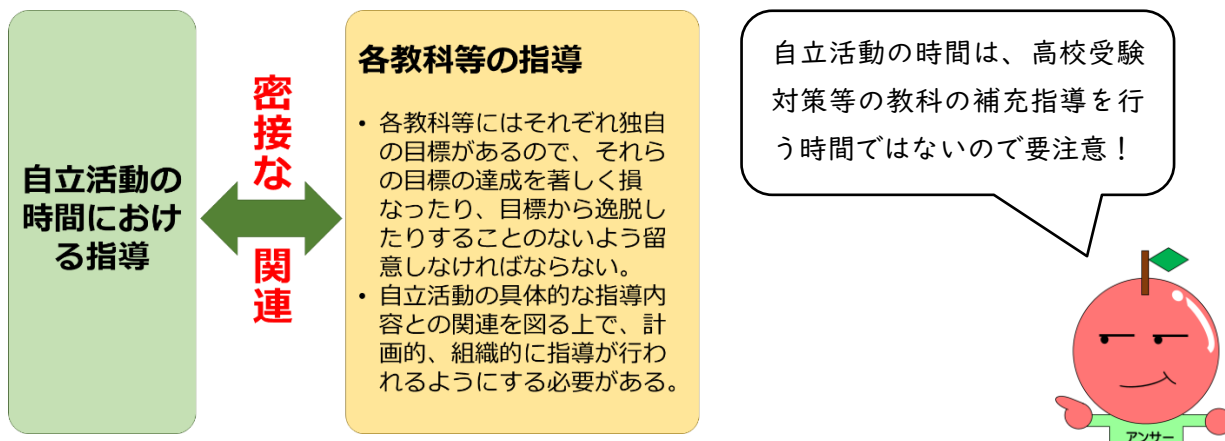 自立活動の
時間におけ
る指導
密接な
関連
各教科等の指導
• 各教科等にはそれぞれ独自
の目標があるので、それら
の目標の達成を著しく損
なったり、目標から逸脱し
たりすることのないよう留
意しなければならない。
• 自立活動の具体的な指導内
容との関連を図る上で、計
画的、組織的に指導が行わ
れるようにする必要がある。
自立活動の時間は、高校受験
対策等の教科の補充指導を行
う時間ではないので要注意！
アンサー